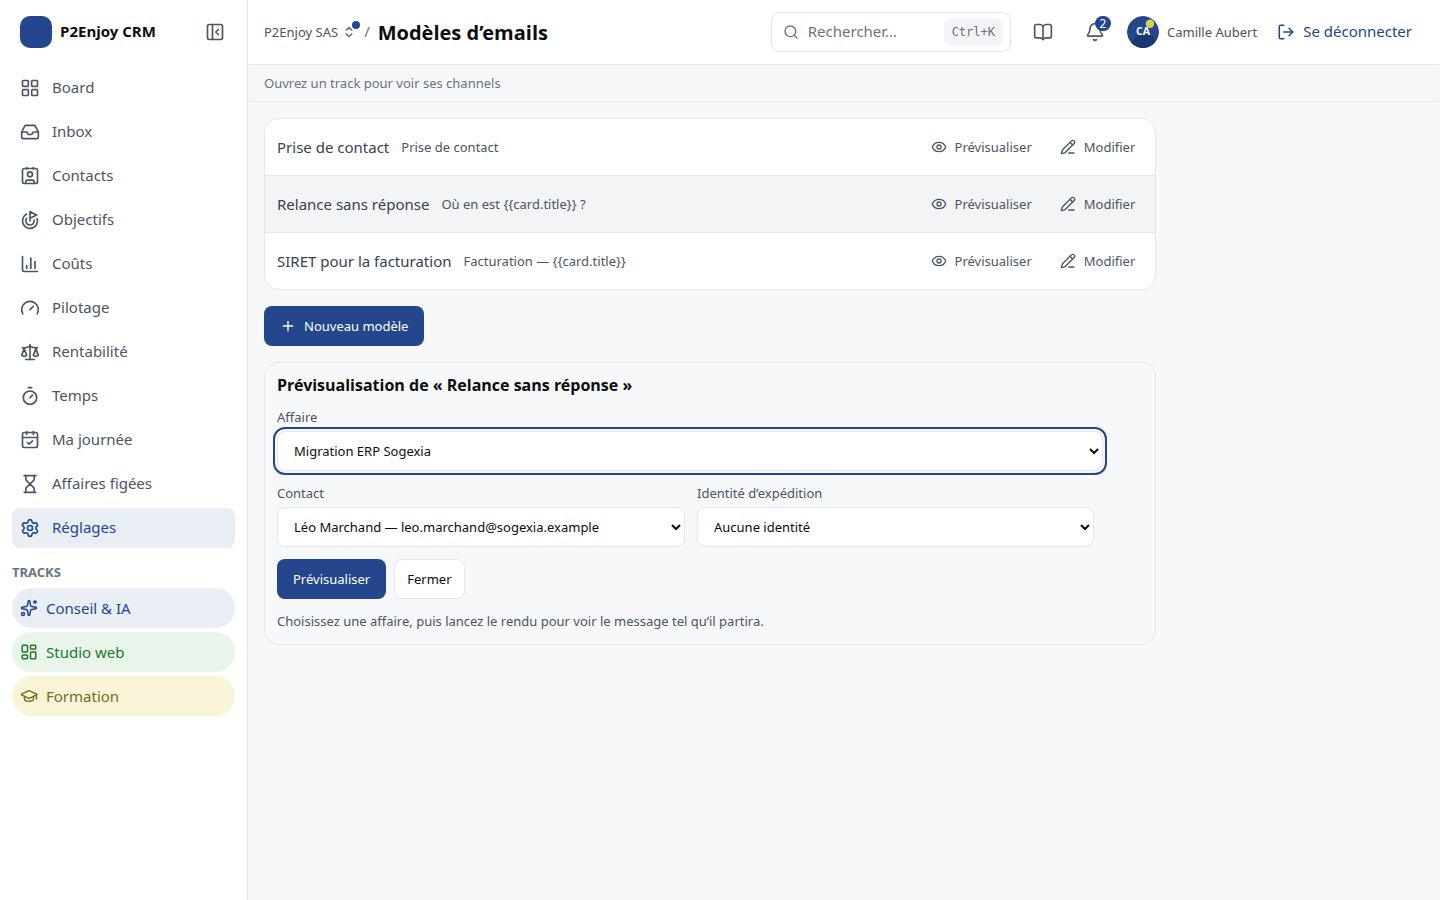 P2Enjoy CRM
Board
Inbox
Contacts
Objectifs
Coûts
Pilotage
Rentabilité
Temps
Ma journée
Affaires figées
Réglages
TRACKS
Conseil & IA
Studio web
Formation
P2Enjoy SAS / Modèles d’emails
Rechercher... Ctrl+K
2
CA Camille Aubert
Se déconnecter
Ouvrez un track pour voir ses channels
Prise de contact Prise de contact Prévisualiser Modifier
Relance sans réponse Où en est {{card.title}} ? Prévisualiser Modifier
SIRET pour la facturation Facturation — {{card.title}} Prévisualiser Modifier
Nouveau modèle
Prévisualisation de « Relance sans réponse »
Affaire
Migration ERP Sogexia
Contact Identité d’expédition
Léo Marchand — leo.marchand@sogexia.example Aucune identité
Prévisualiser Fermer
Choisissez une affaire, puis lancez le rendu pour voir le message tel qu’il partira.